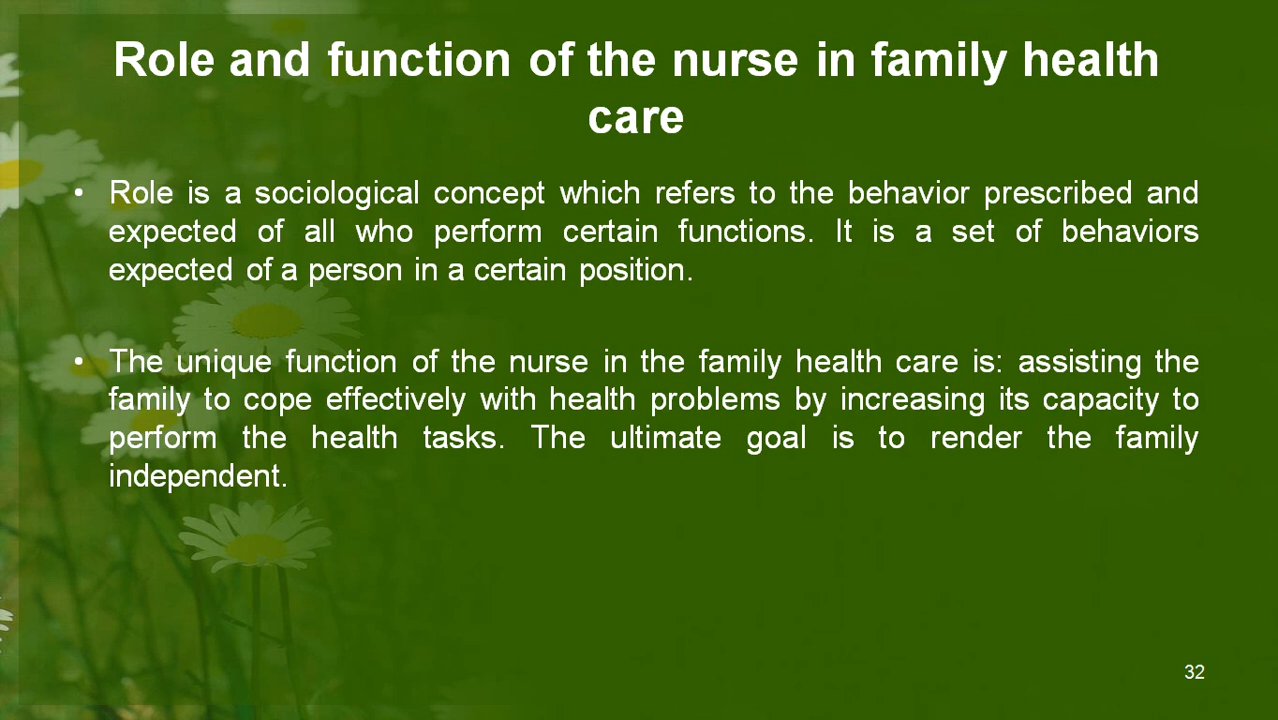 Role and function of the nurse in family health
care
• Role is a sociological concept which refers to the behavior prescribed and
expected of all who perform certain functions. It is a set of behaviors
expected of a person in a certain position.
• The unique function of the nurse in the family health care is: assisting the
family to cope effectively with health problems by increasing its capacity to
perform the health tasks. The ultimate goal is to render the family
independent.
32